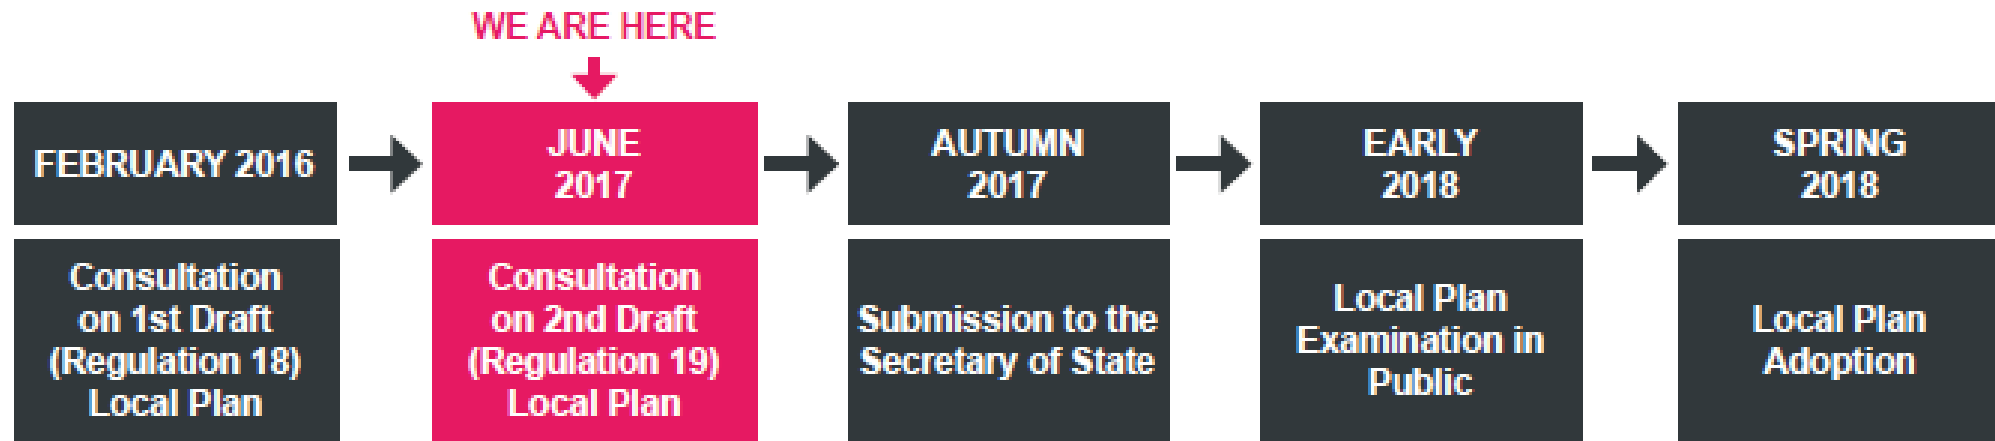 WE ARE HERE
FEBRUARY 2016
JUNE
2017
AUTUMN
2017
EARLY
2018
SPRING
2018
Consultation
on 1st Draft
(Regulation 18)
Local Plan
Consultation
on 2nd Draft
(Regulation 19)
Local Plan
Submission to the
Secretary of State
Local Plan
Examination in
Public
Local Plan
Adoption